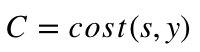 C = cost(s, y)